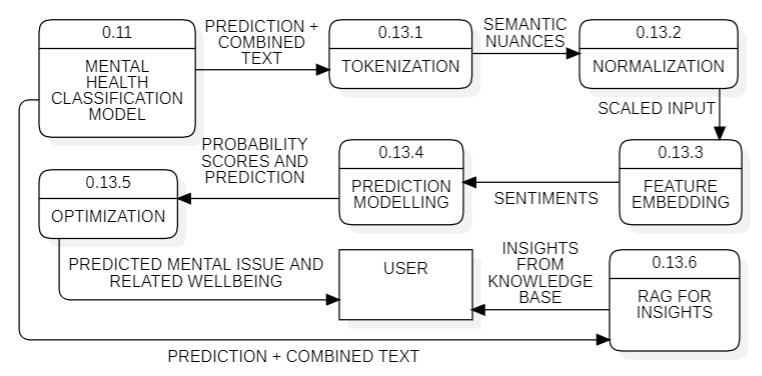 0.11
MENTAL
HEALTH
CLASSIFICATION
MODEL
PREDICTION +
COMBINED
TEXT
0.13.1
TOKENIZATION
SEMANTIC
NUANCES
0.13.2
NORMALIZATION
SCALED INPUT
0.13.3
FEATURE
EMBEDDING
SENTIMENTS
0.13.4
PREDICTION
MODELLING
PROBABILITY
SCORES AND
PREDICTION
0.13.5
OPTIMIZATION
PREDICTED MENTAL ISSUE AND
RELATED WELLBEING
USER
INSIGHTS
FROM
KNOWLEDGE
BASE
0.13.6
RAG FOR
INSIGHTS
PREDICTION + COMBINED TEXT